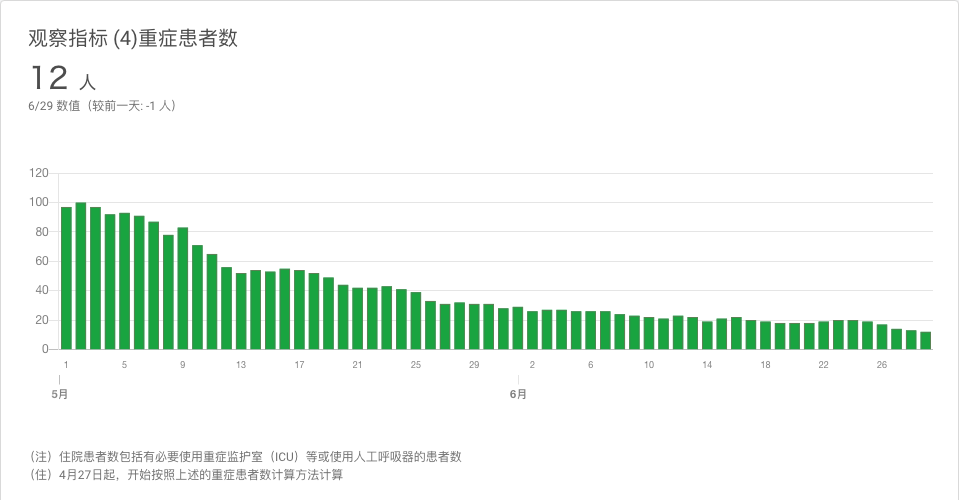 观察指标 (4)重症患者数
12 人
6/29 数值（较前一天: -1 人）
120
100
80
60
40
20
0
1 5 9 13 17 21 25 29 2 6 10 14 18 22 26
5月 6月
（注）住院患者数包括有必要使用重症监护室（ICU）等或使用人工呼吸器的患者数
（住）4月27日起，开始按照上述的重症患者数计算方法计算